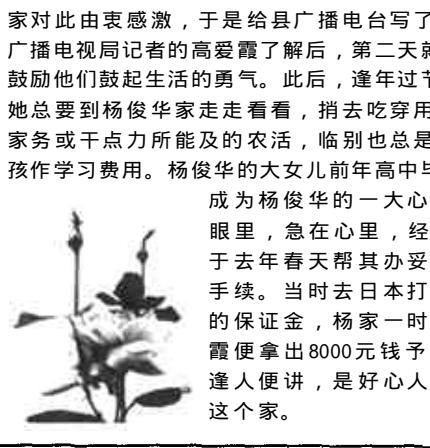 家对此由衷感激，于是给县广播电台写了
广播电视局记者的高爱霞了解后，第二天就
鼓励他们鼓起生活的勇气。此后，逢年过节
她总要到杨俊华家走走看看，捎去吃穿用
家务或干点力所能及的农活，临别也总是
孩作学习费用。杨俊华的大女儿前年高中毕
成为杨俊华的一大心
眼里，急在心里，经
于去年春天帮其办妥
手续。当时去日本打
的保证金，杨家一时
霞便拿出8000元钱予
逢人便讲，是好心人
这个家。